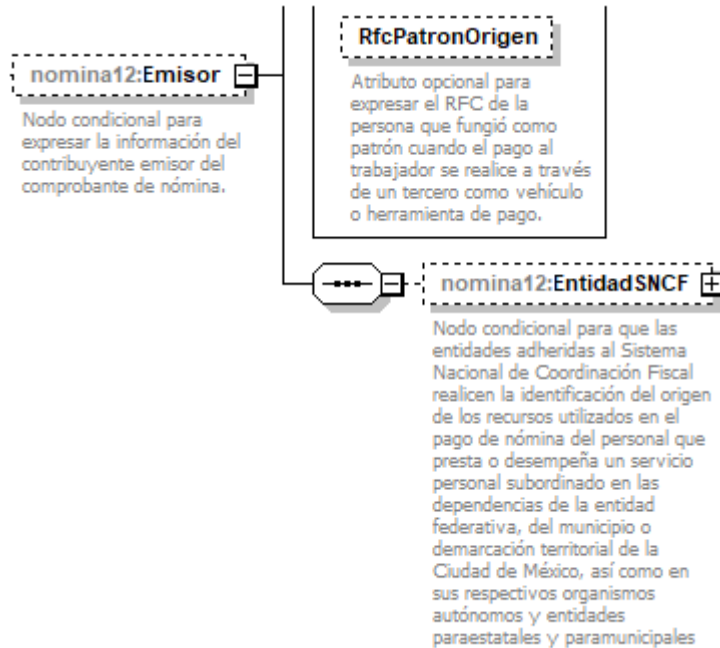 RfcPatronOrigen
Atributo opcional para
expresar el RFC de la
persona que fungió como
patrón cuando el pago al
trabajador se realice a través
de un tercero como vehículo
o herramienta de pago.
nomina12:Emisor
Nodo condicional para
expresar la información del
contribuyente emisor del
comprobante de nómina.
nomina12:EntidadSNCF
Nodo condicional para que las
entidades adheridas al Sistema
Nacional de Coordinación Fiscal
realicen la identificación del origen
de los recursos utilizados en el
pago de nómina del personal que
presta o desempeña un servicio
personal subordinado en las
dependencias de la entidad
federativa, del municipio o
demarcación territorial de la
Ciudad de México, así como en
sus respectivos organismos
autónomos y entidades
paraestatales y paramunicipales